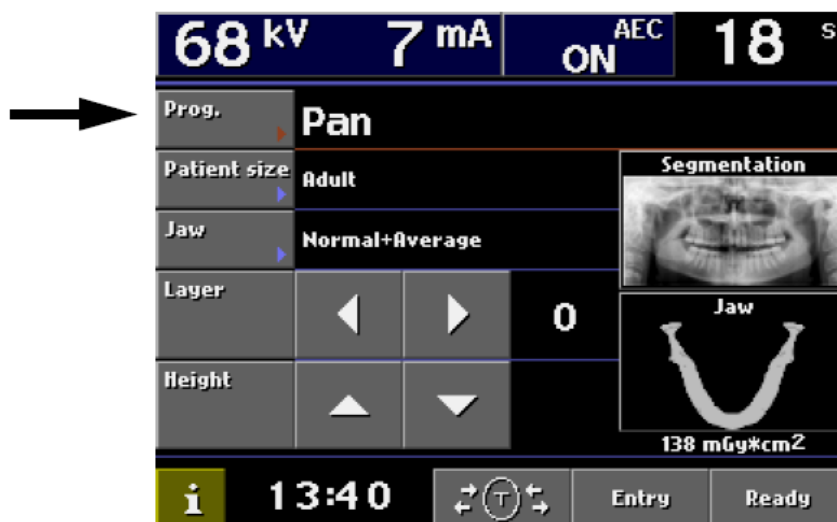 68 kV 7 mA AEC ON 18 s
Prog. Pan
Patient size Adult Segmentation
Jaw Normal+Average
Layer 0 Jaw
Height
138 mGy*cm2
i 13:40 T Entry Ready